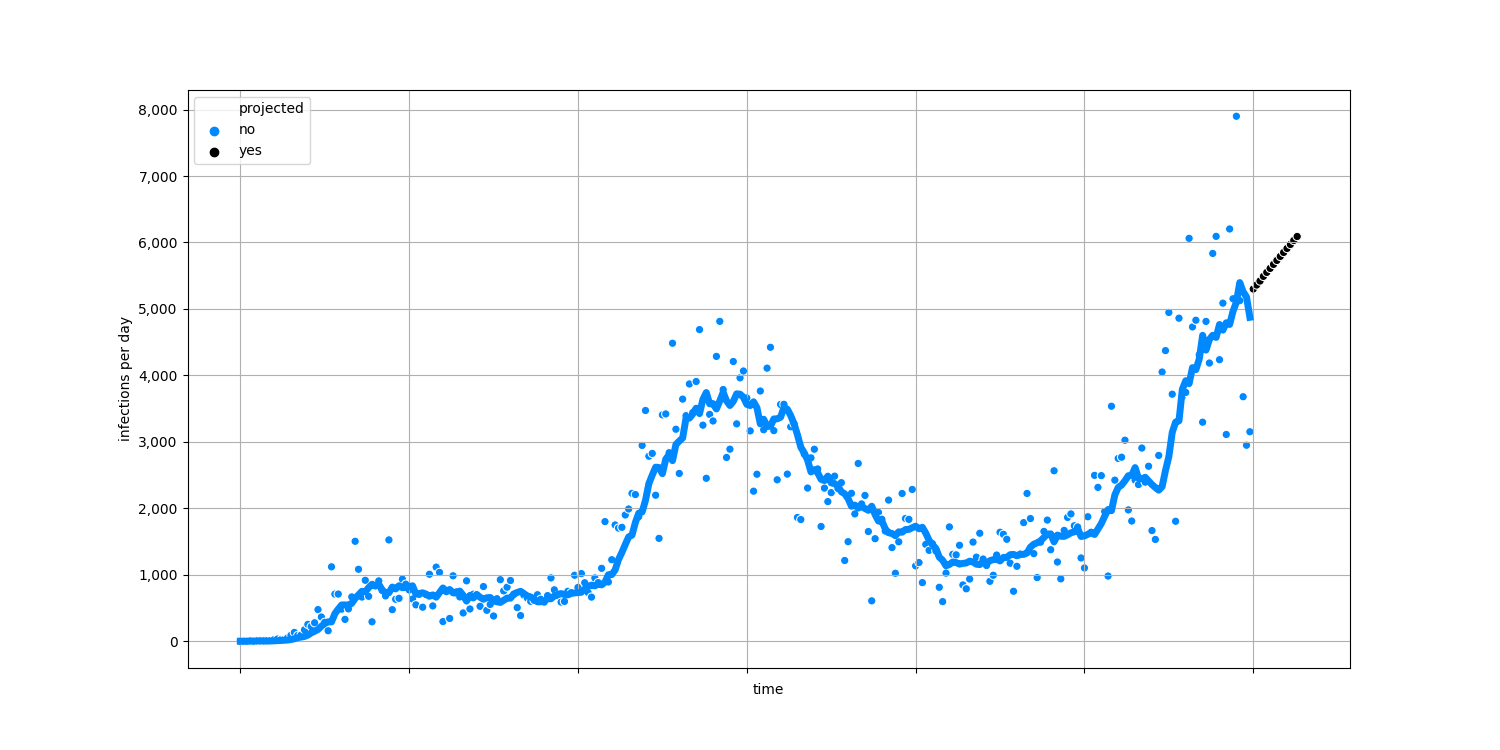 8,000
7,000
6,000
5,000
4,000
3,000
2,000
1,000
0
infections per day
time
projected
no
yes